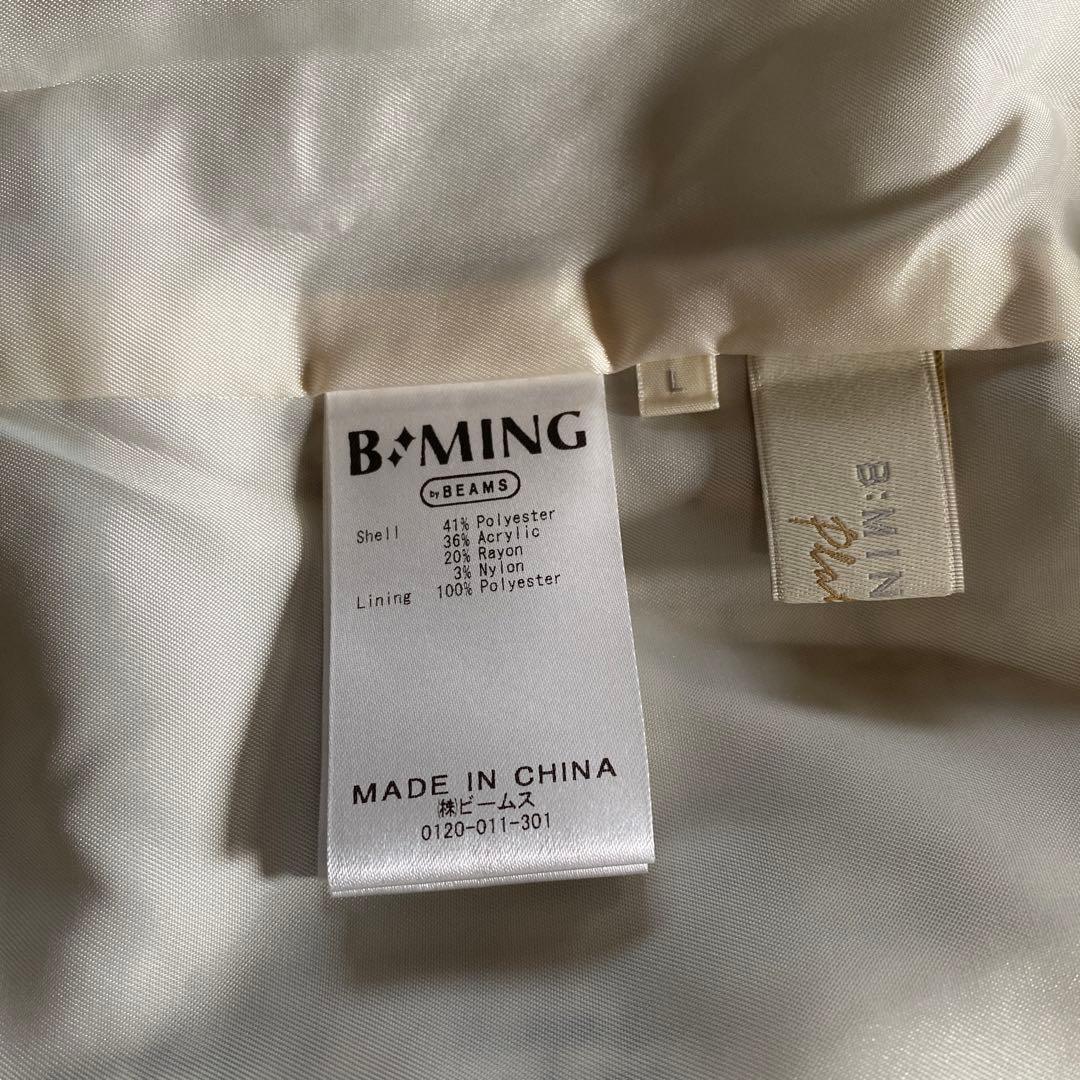 B:MING
by BEAMS
Shell 41% Polyester
36% Acrylic
20% Rayon
3% Nylon
Lining 100% Polyester
MADE IN CHINA
㈱ビームス
0120-011-301
L
B:MIN